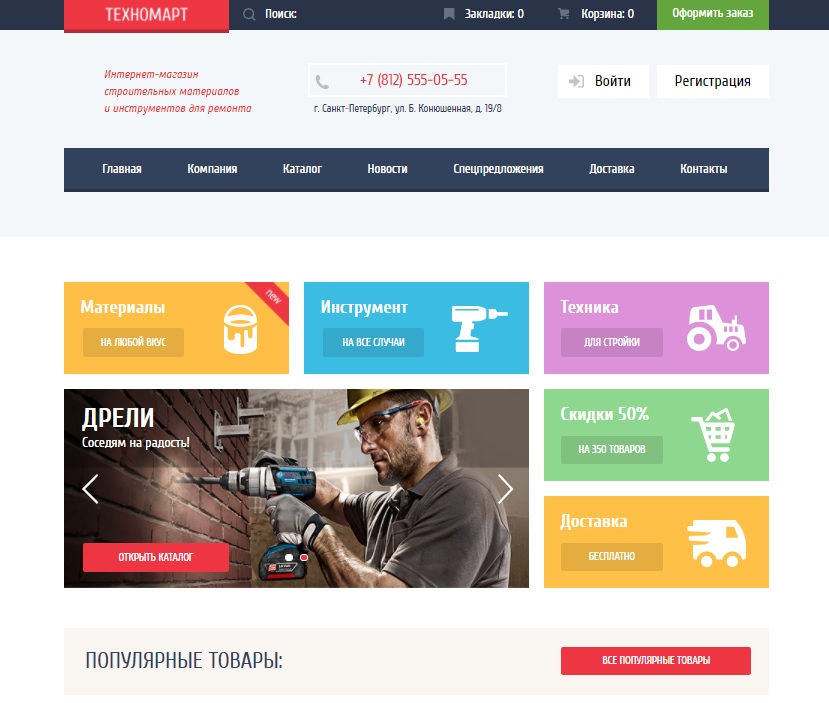 ТЕХНОМАРТ
Поиск:
Закладки: 0
Корзина: 0
Оформить заказ
Интернет-магазин
строительных материалов
и инструментов для ремонта
+7 (812) 555-05-55
г. Санкт-Петербург, ул. Б. Конюшенная, д. 19/8
Войти
Регистрация
Главная
Компания
Каталог
Новости
Спецпредложения
Доставка
Контакты
Материалы
new
НА ЛЮБОЙ ВКУС
Инструмент
НА ВСЕ СЛУЧАИ
Техника
ДЛЯ СТРОЙКИ
ДРЕЛИ
Соседям на радость!
ОТКРЫТЬ КАТАЛОГ
Скидки 50%
НА 350 ТОВАРОВ
Доставка
БЕСПЛАТНО
ПОПУЛЯРНЫЕ ТОВАРЫ:
ВСЕ ПОПУЛЯРНЫЕ ТОВАРЫ